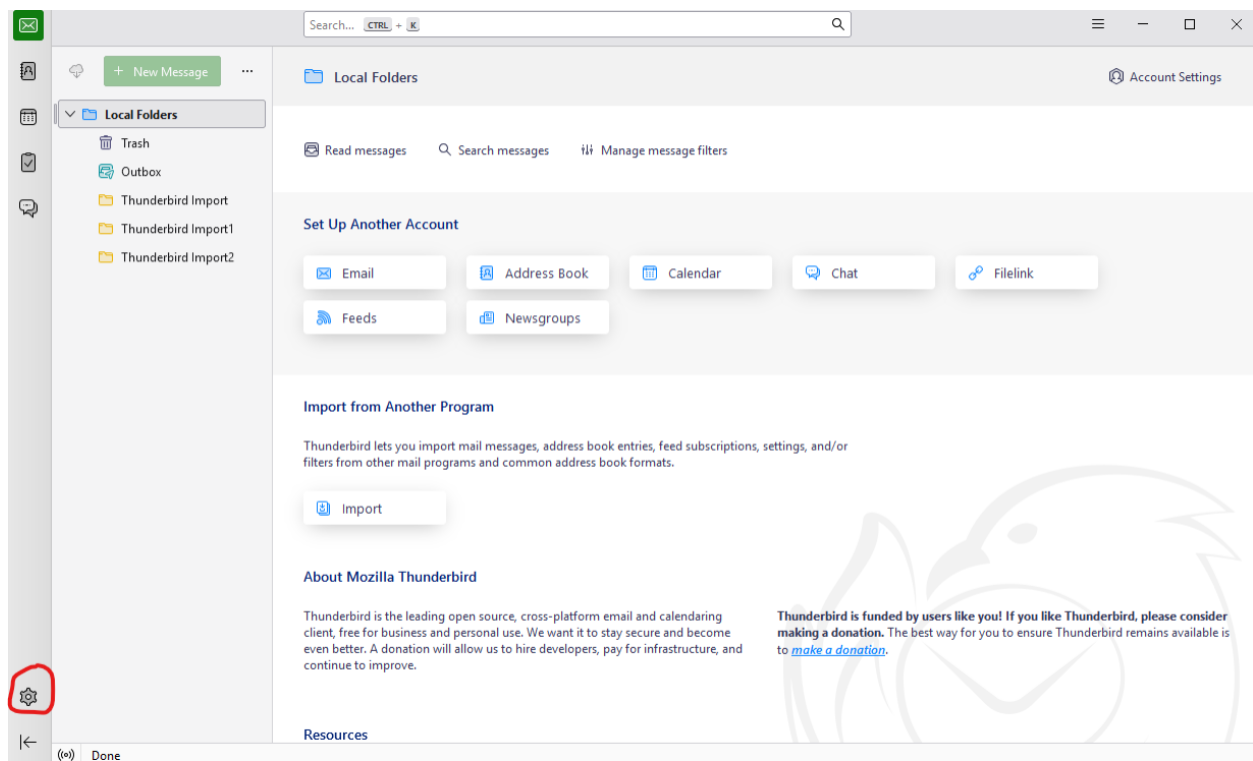 Search... CTRL + K
+ New Message ...
Local Folders
Account Settings
Local Folders
Trash
Outbox
Thunderbird Import
Thunderbird Import1
Thunderbird Import2
Read messages Search messages Manage message filters
Set Up Another Account
Email Address Book Calendar Chat Filelink
Feeds Newsgroups
Import from Another Program
Thunderbird lets you import mail messages, address book entries, feed subscriptions, settings, and/or
filters from other mail programs and common address book formats.
Import
About Mozilla Thunderbird
Thunderbird is the leading open source, cross-platform email and calendaring
client, free for business and personal use. We want it to stay secure and become
even better. A donation will allow us to hire developers, pay for infrastructure, and
continue to improve.
Thunderbird is funded by users like you! If you like Thunderbird, please consider
making a donation. The best way for you to ensure Thunderbird remains available is
to make a donation.
Resources
Done